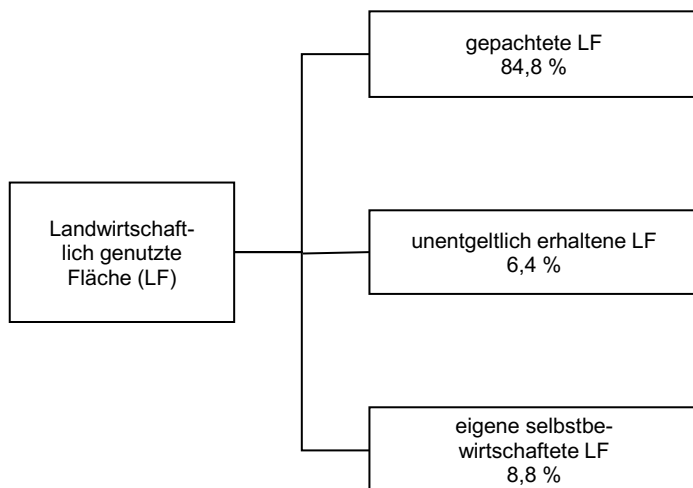 gepachtete LF
84,8 %
Landwirtschaft-
lich genutzte
Fläche (LF)
unentgeltlich erhaltene LF
6,4 %
eigene selbstbe-
wirtschaftete LF
8,8 %